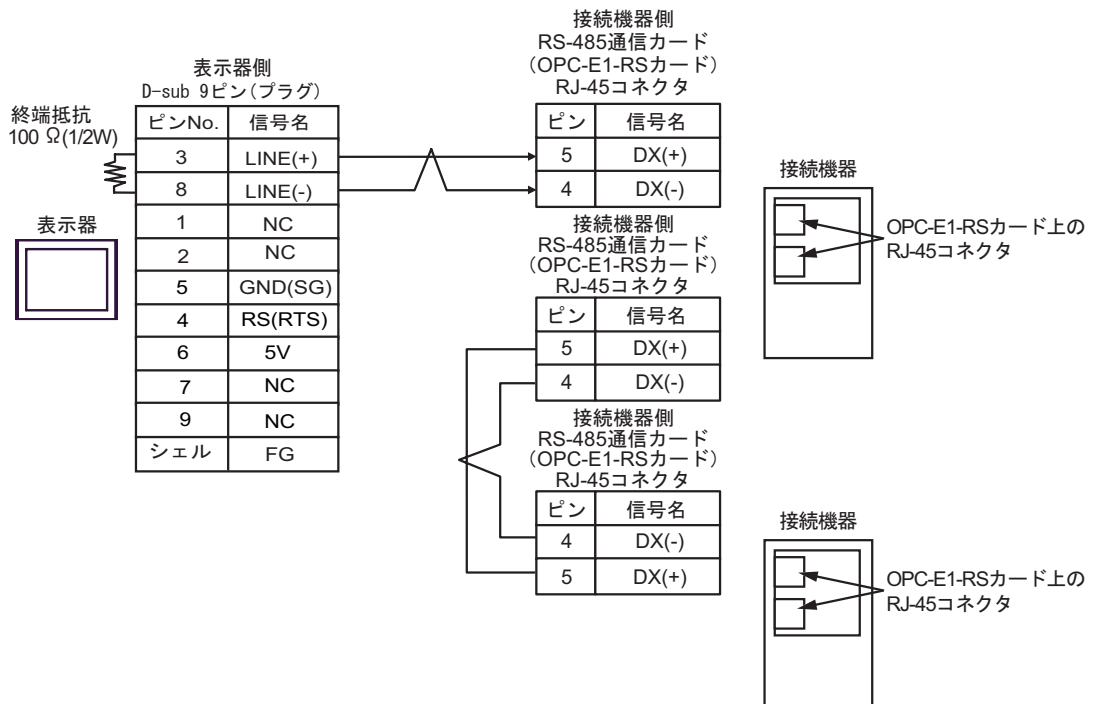 接続機器側
RS-485通信カード
（OPC-E1-RSカード）
RJ-45コネクタ
表示器側
D-sub 9ピン(プラグ)
終端抵抗
100 Ω(1/2W)
ピンNo. 信号名
3 LINE(+)
8 LINE(-)
1 NC
2 NC
5 GND(SG)
4 RS(RTS)
6 5V
7 NC
9 NC
シェル FG
表示器
ピン 信号名
5 DX(+)
4 DX(-)
接続機器側
RS-485通信カード
（OPC-E1-RSカード）
RJ-45コネクタ
ピン 信号名
5 DX(+)
4 DX(-)
接続機器側
RS-485通信カード
（OPC-E1-RSカード）
RJ-45コネクタ
ピン 信号名
4 DX(-)
5 DX(+)
接続機器
OPC-E1-RSカード上の
RJ-45コネクタ
接続機器
OPC-E1-RSカード上の
RJ-45コネクタ